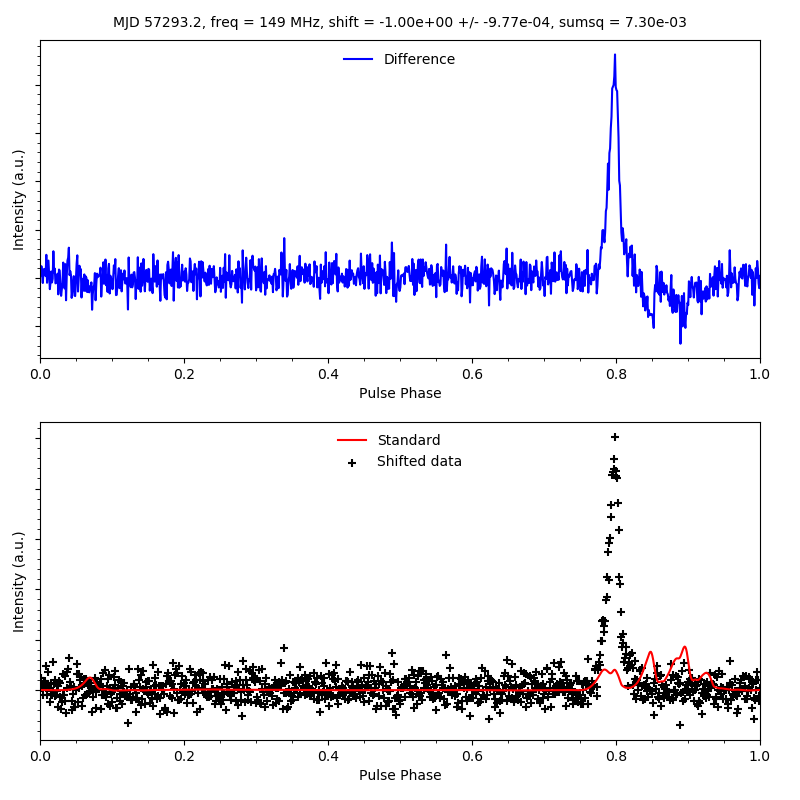 MJD 57293.2, freq = 149 MHz, shift = -1.00e+00 +/- -9.77e-04, sumsq = 7.30e-03
Difference
Intensity (a.u.)
0.0 0.2 0.4 0.6 0.8 1.0
Pulse Phase
Standard
Shifted data
Intensity (a.u.)
0.0 0.2 0.4 0.6 0.8 1.0
Pulse Phase